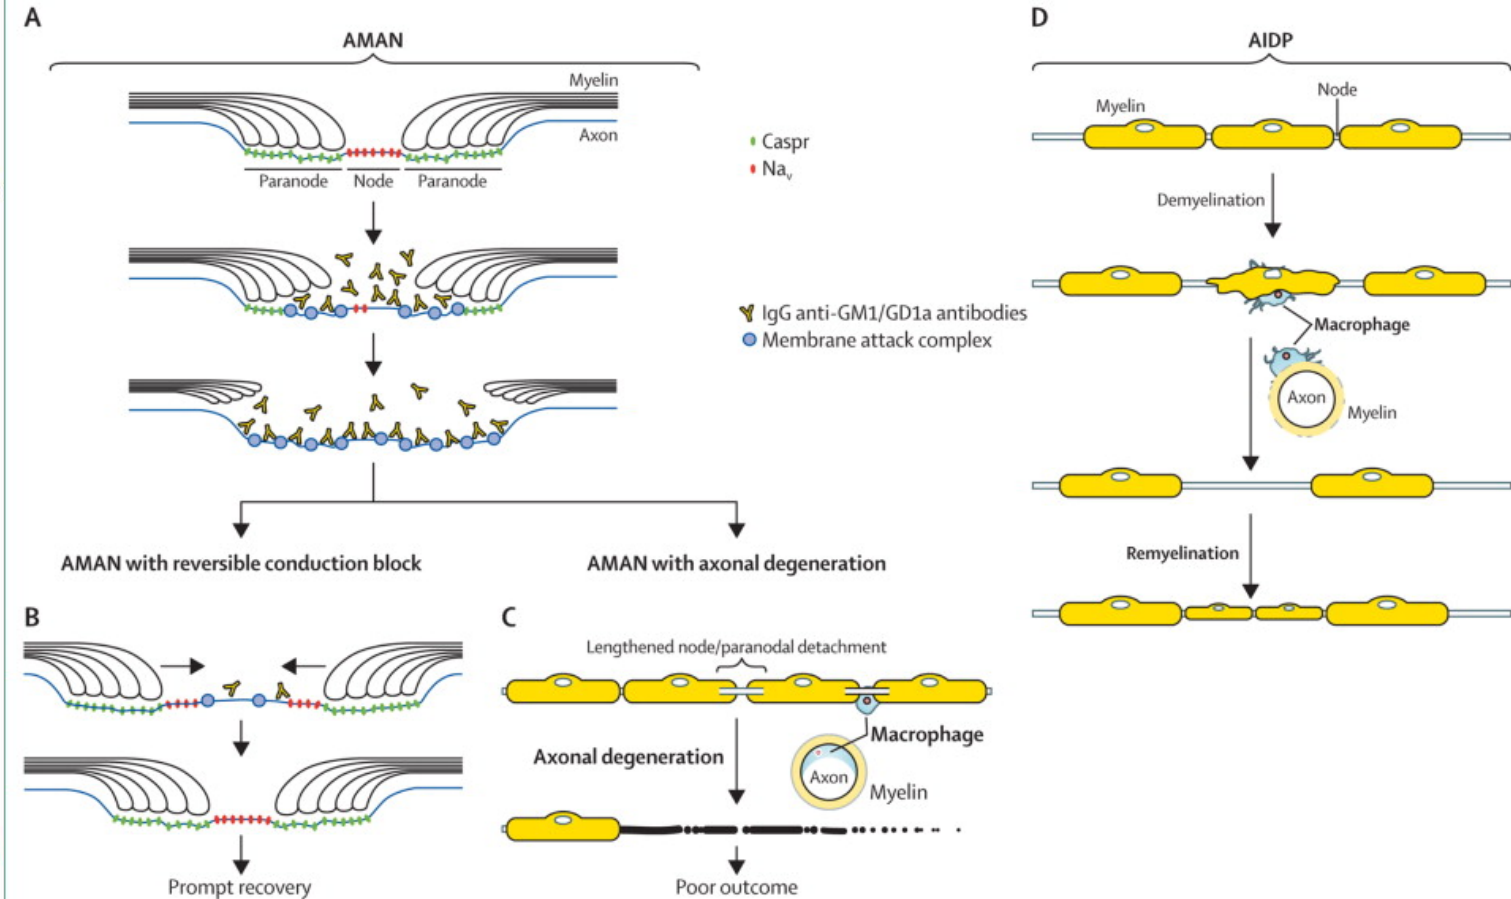 A
AMAN
Myelin
Axon
Paranode
Node
Paranode
Caspr
Naᵥ
IgG anti-GM1/GD1a antibodies
Membrane attack complex
AMAN with reversible conduction block
AMAN with axonal degeneration
B
Prompt recovery
C
Lengthened node/paranodal detachment
Macrophage
Axonal degeneration
Axon
Myelin
Poor outcome
D
AIDP
Node
Myelin
Demyelination
Macrophage
Axon
Myelin
Remyelination